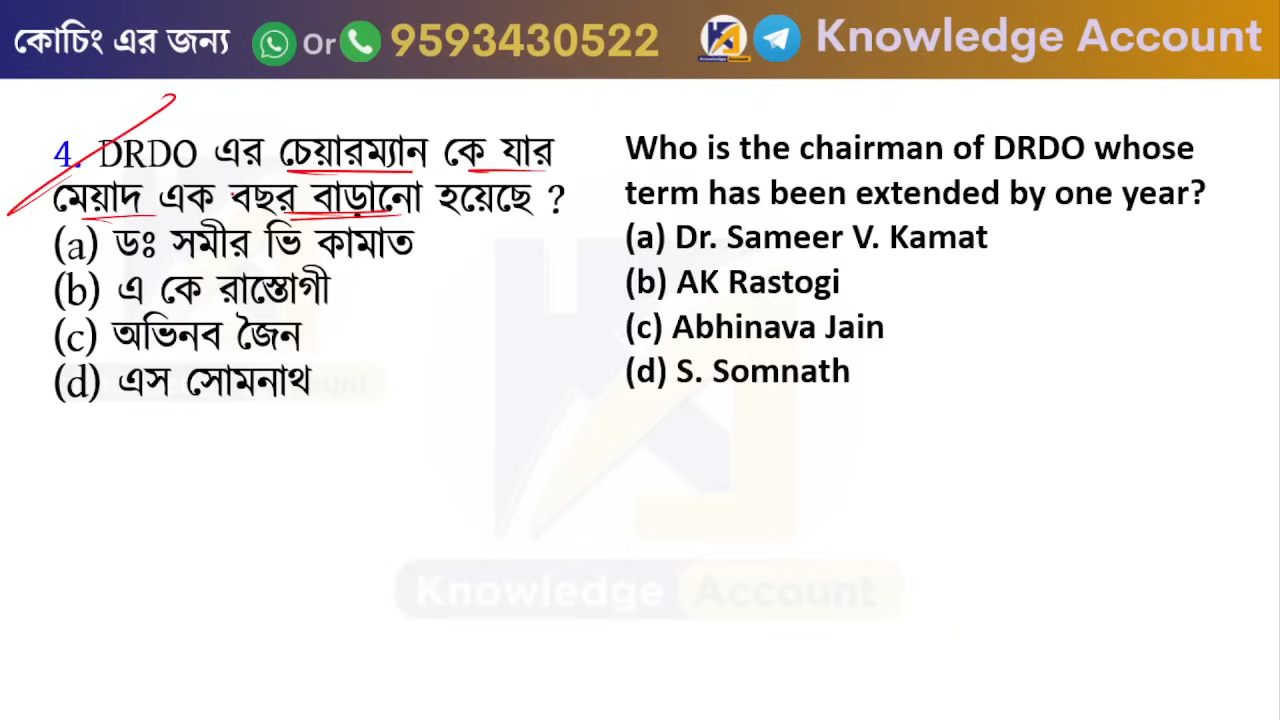 কোচিং এর জন্য Or 9593430522 Knowledge Account
4. DRDO এর চেয়ারম্যান কে যার
মেয়াদ এক বছর বাড়ানো হয়েছে ?
(a) ডঃ সমীর ভি কামাত
(b) এ কে রাস্তোগী
(c) অভিনব জৈন
(d) এস সোমনাথ
Who is the chairman of DRDO whose
term has been extended by one year?
(a) Dr. Sameer V. Kamat
(b) AK Rastogi
(c) Abhinava Jain
(d) S. Somnath
Knowledge Account